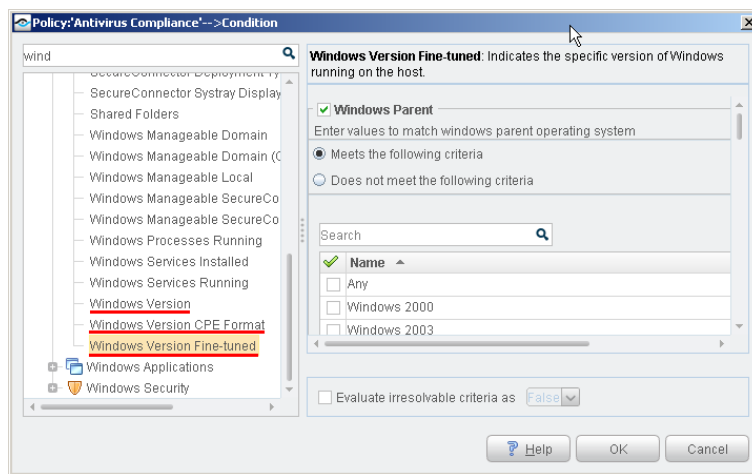 Policy:'Antivirus Compliance'-->Condition
wind
SecureConnector Deployment Ty
SecureConnector Systray Display
Shared Folders
Windows Manageable Domain
Windows Manageable Domain (C
Windows Manageable Local
Windows Manageable SecureCo
Windows Manageable SecureCo
Windows Processes Running
Windows Services Installed
Windows Services Running
Windows Version
Windows Version CPE Format
Windows Version Fine-tuned
Windows Applications
Windows Security
Windows Version Fine-tuned: Indicates the specific version of Windows
running on the host.
Windows Parent
Enter values to match windows parent operating system
Meets the following criteria
Does not meet the following criteria
Search
Name
Any
Windows 2000
Windows 2003
Evaluate irresolvable criteria as False
Help OK Cancel